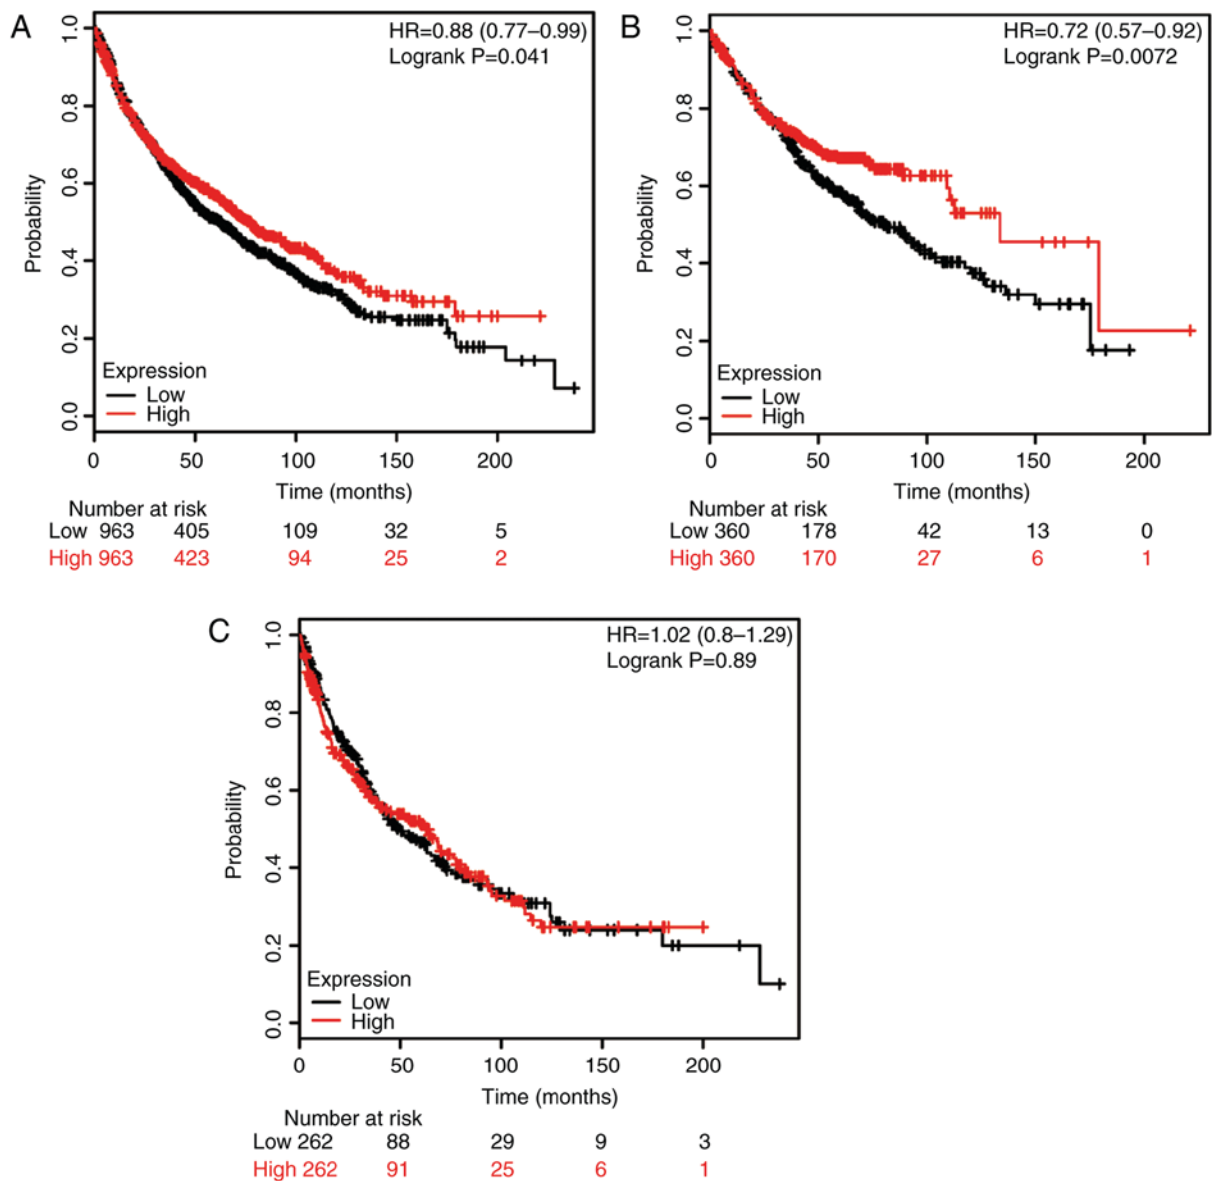 A
HR=0.88 (0.77–0.99)
Logrank P=0.041
Probability
1.0
0.8
0.6
0.4
0.2
0.0
Expression
Low
High
0 50 100 150 200
Time (months)
Number at risk
Low 963 405 109 32 5
High 963 423 94 25 2
B
HR=0.72 (0.57–0.92)
Logrank P=0.0072
Probability
1.0
0.8
0.6
0.4
0.2
0.0
Expression
Low
High
0 50 100 150 200
Time (months)
Number at risk
Low 360 178 42 13 0
High 360 170 27 6 1
C
HR=1.02 (0.8–1.29)
Logrank P=0.89
Probability
1.0
0.8
0.6
0.4
0.2
0.0
Expression
Low
High
0 50 100 150 200
Time (months)
Number at risk
Low 262 88 29 9 3
High 262 91 25 6 1